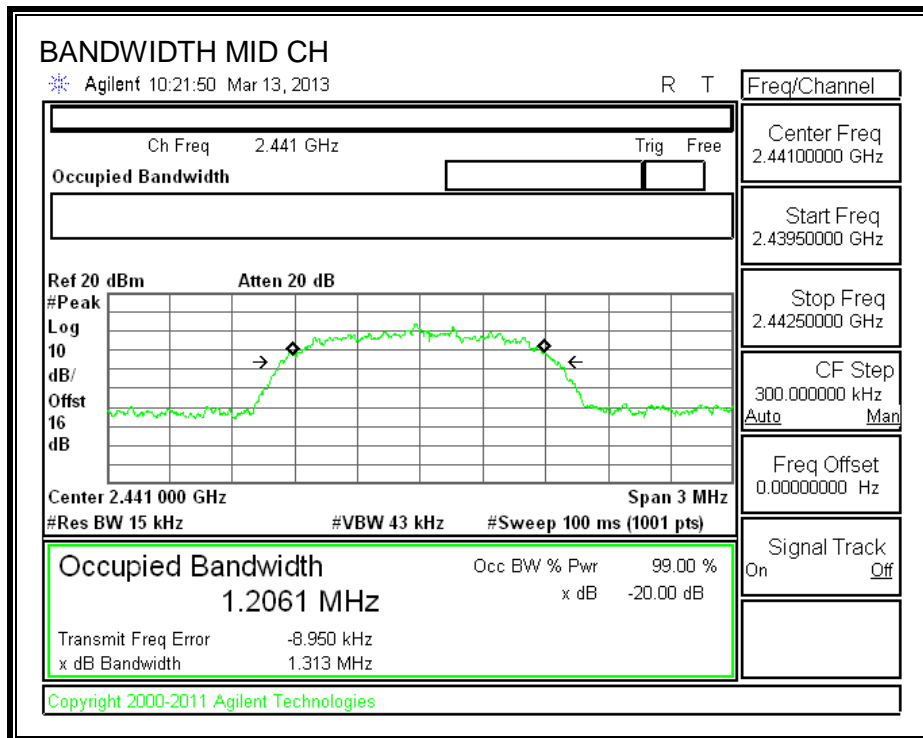 BANDWIDTH MID CH
Agilent 10:21:50 Mar 13, 2013 R T
Freq/Channel
Ch Freq 2.441 GHz Trig Free
Occupied Bandwidth
Center Freq
2.44100000 GHz
Start Freq
2.43950000 GHz
Stop Freq
2.44250000 GHz
CF Step
300.000000 kHz
Auto Man
Freq Offset
0.00000000 Hz
Signal Track
On Off
Ref 20 dBm Atten 20 dB
#Peak
Log
10
dB/
Offst
16
dB
Center 2.441 000 GHz Span 3 MHz
#Res BW 15 kHz #VBW 43 kHz #Sweep 100 ms (1001 pts)
Occupied Bandwidth Occ BW % Pwr 99.00 %
1.2061 MHz x dB -20.00 dB
Transmit Freq Error -8.950 kHz
x dB Bandwidth 1.313 MHz
Copyright 2000-2011 Agilent Technologies